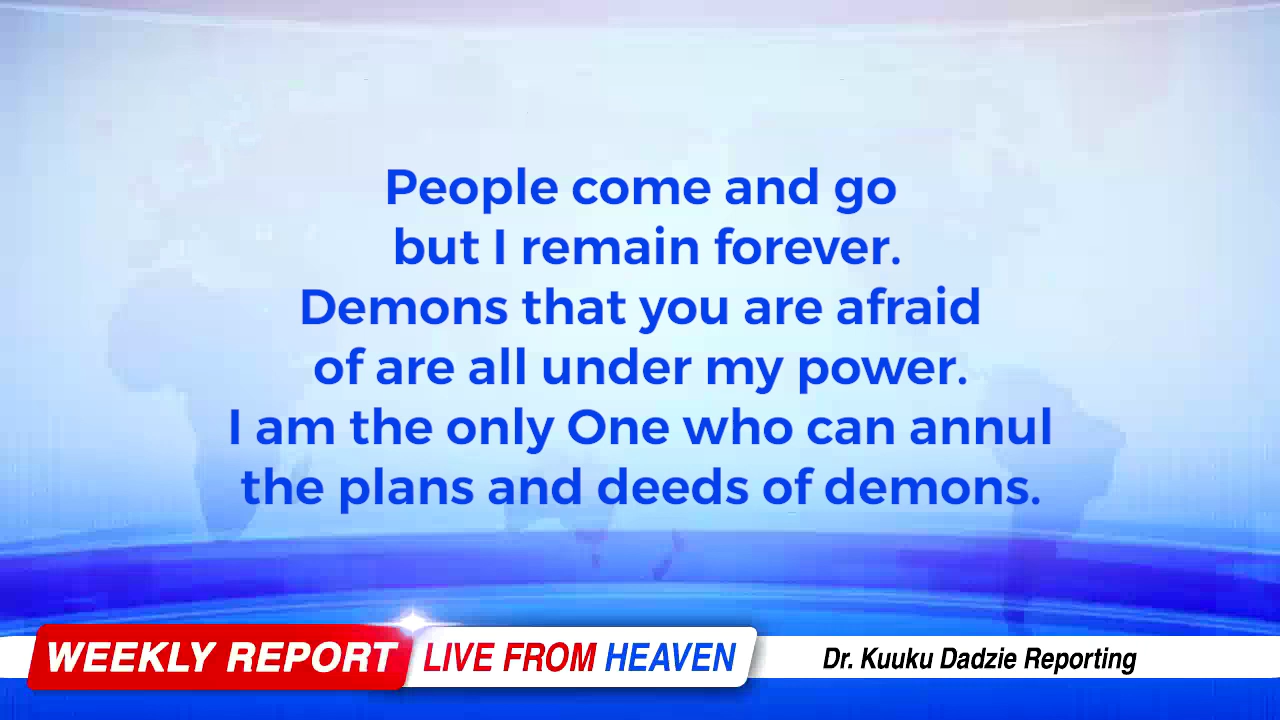 People come and go
but I remain forever.
Demons that you are afraid
of are all under my power.
I am the only One who can annul
the plans and deeds of demons.
WEEKLY REPORT LIVE FROM HEAVEN Dr. Kuuku Dadzie Reporting